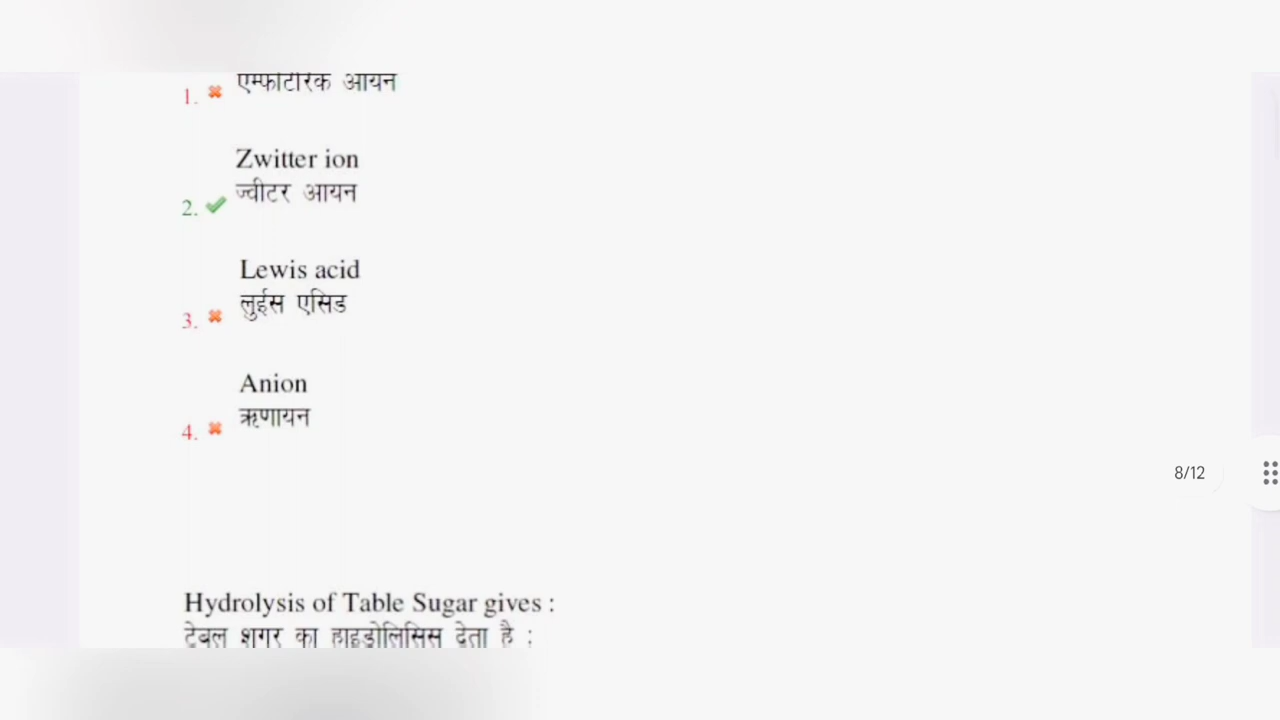 1. एम्फोटेरिक आयन
Zwitter ion
2. ज्वीटर आयन
Lewis acid
3. लुईस एसिड
Anion
4. ऋणायन
8/12
Hydrolysis of Table Sugar gives :
टेबल शुगर का हाइड्रोलिसिस देता है :